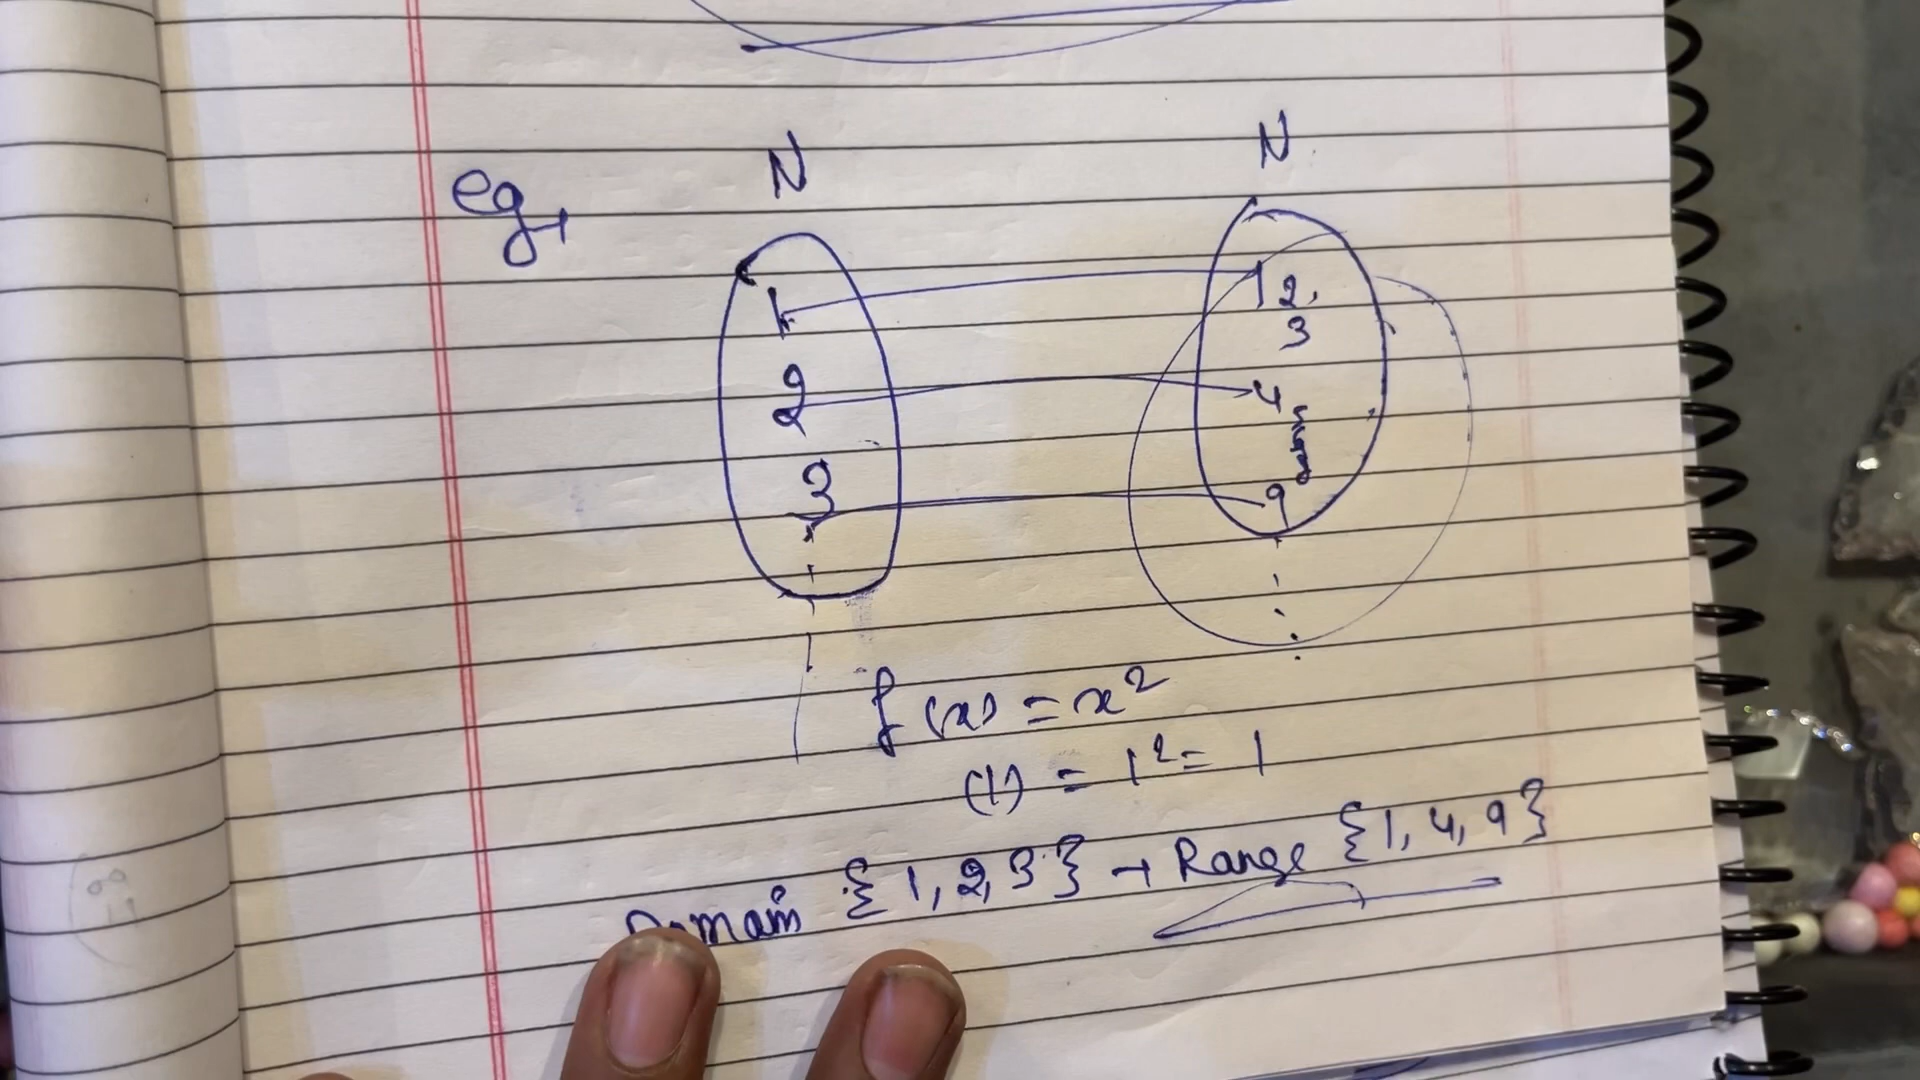 N N
eg
1 1 2,
3
2 4
3 9
f(x) = x²
(1) = 1² = 1
Domain {1, 2, 3} → Range {1, 4, 9}